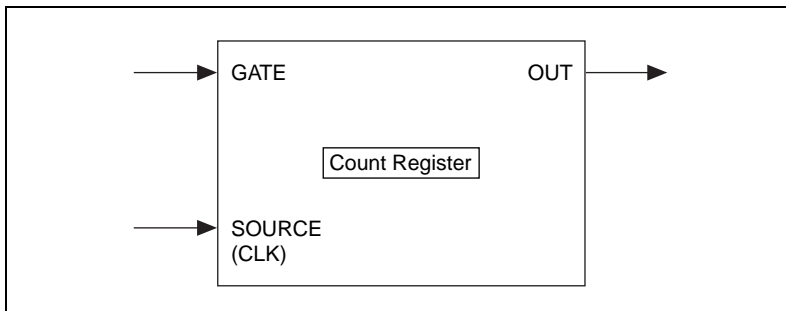 GATE
OUT
Count Register
SOURCE
(CLK)